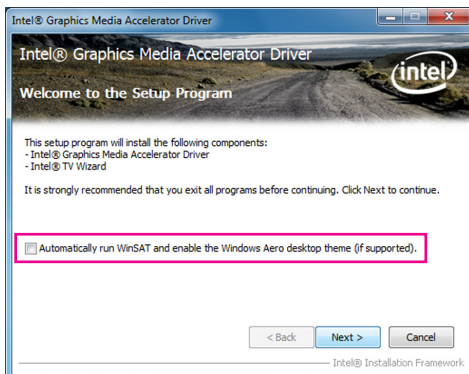 Intel® Graphics Media Accelerator Driver
Intel® Graphics Media Accelerator Driver
intel
Welcome to the Setup Program
This setup program will install the following components:
- Intel® Graphics Media Accelerator Driver
- Intel® TV Wizard
It is strongly recommended that you exit all programs before continuing. Click Next to continue.
Automatically run WinSAT and enable the Windows Aero desktop theme (if supported).
< Back Next > Cancel
Intel® Installation Framework